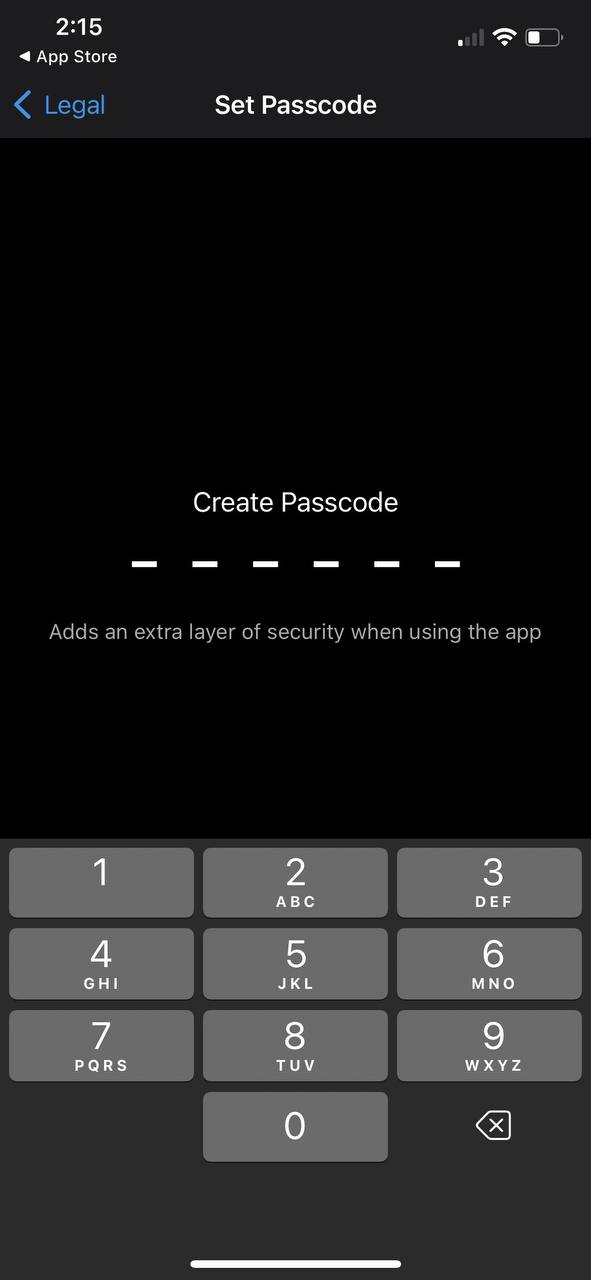 2:15
◀ App Store
Legal
Set Passcode
Create Passcode
Adds an extra layer of security when using the app
1
2
ABC
3
DEF
4
GHI
5
JKL
6
MNO
7
PQRS
8
TUV
9
WXYZ
0